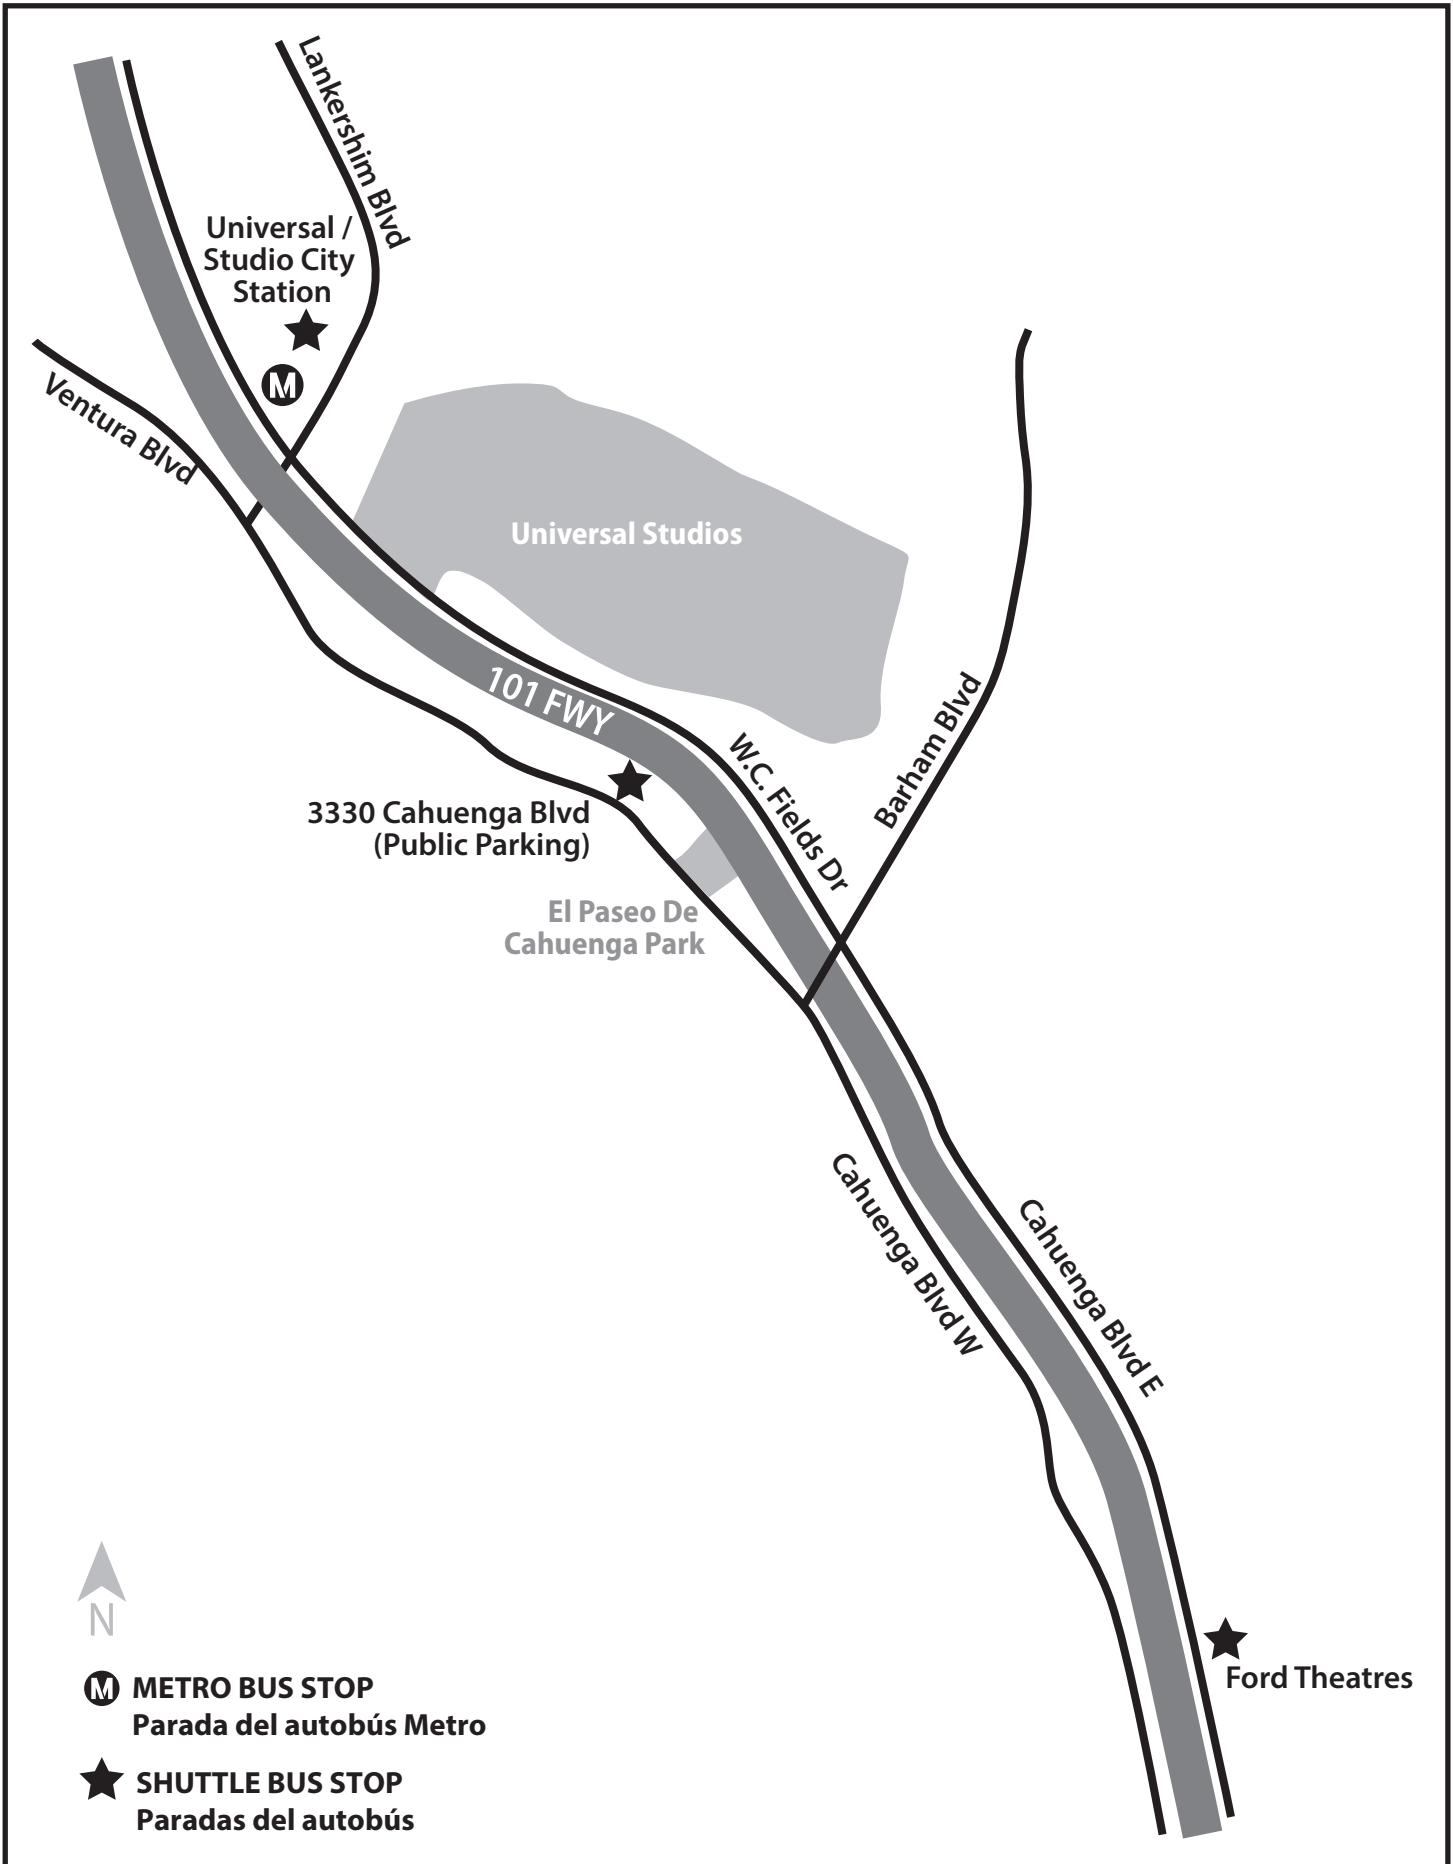 Lankershim Blvd
Universal /
Studio City
Station
M
Ventura Blvd
Universal Studios
101 FWY
W.C. Fields Dr
Barham Blvd
3330 Cahuenga Blvd
(Public Parking)
El Paseo De
Cahuenga Park
Cahuenga Blvd W
Cahuenga Blvd E
Ford Theatres
N
M METRO BUS STOP
Parada del autobús Metro
SHUTTLE BUS STOP
Paradas del autobús